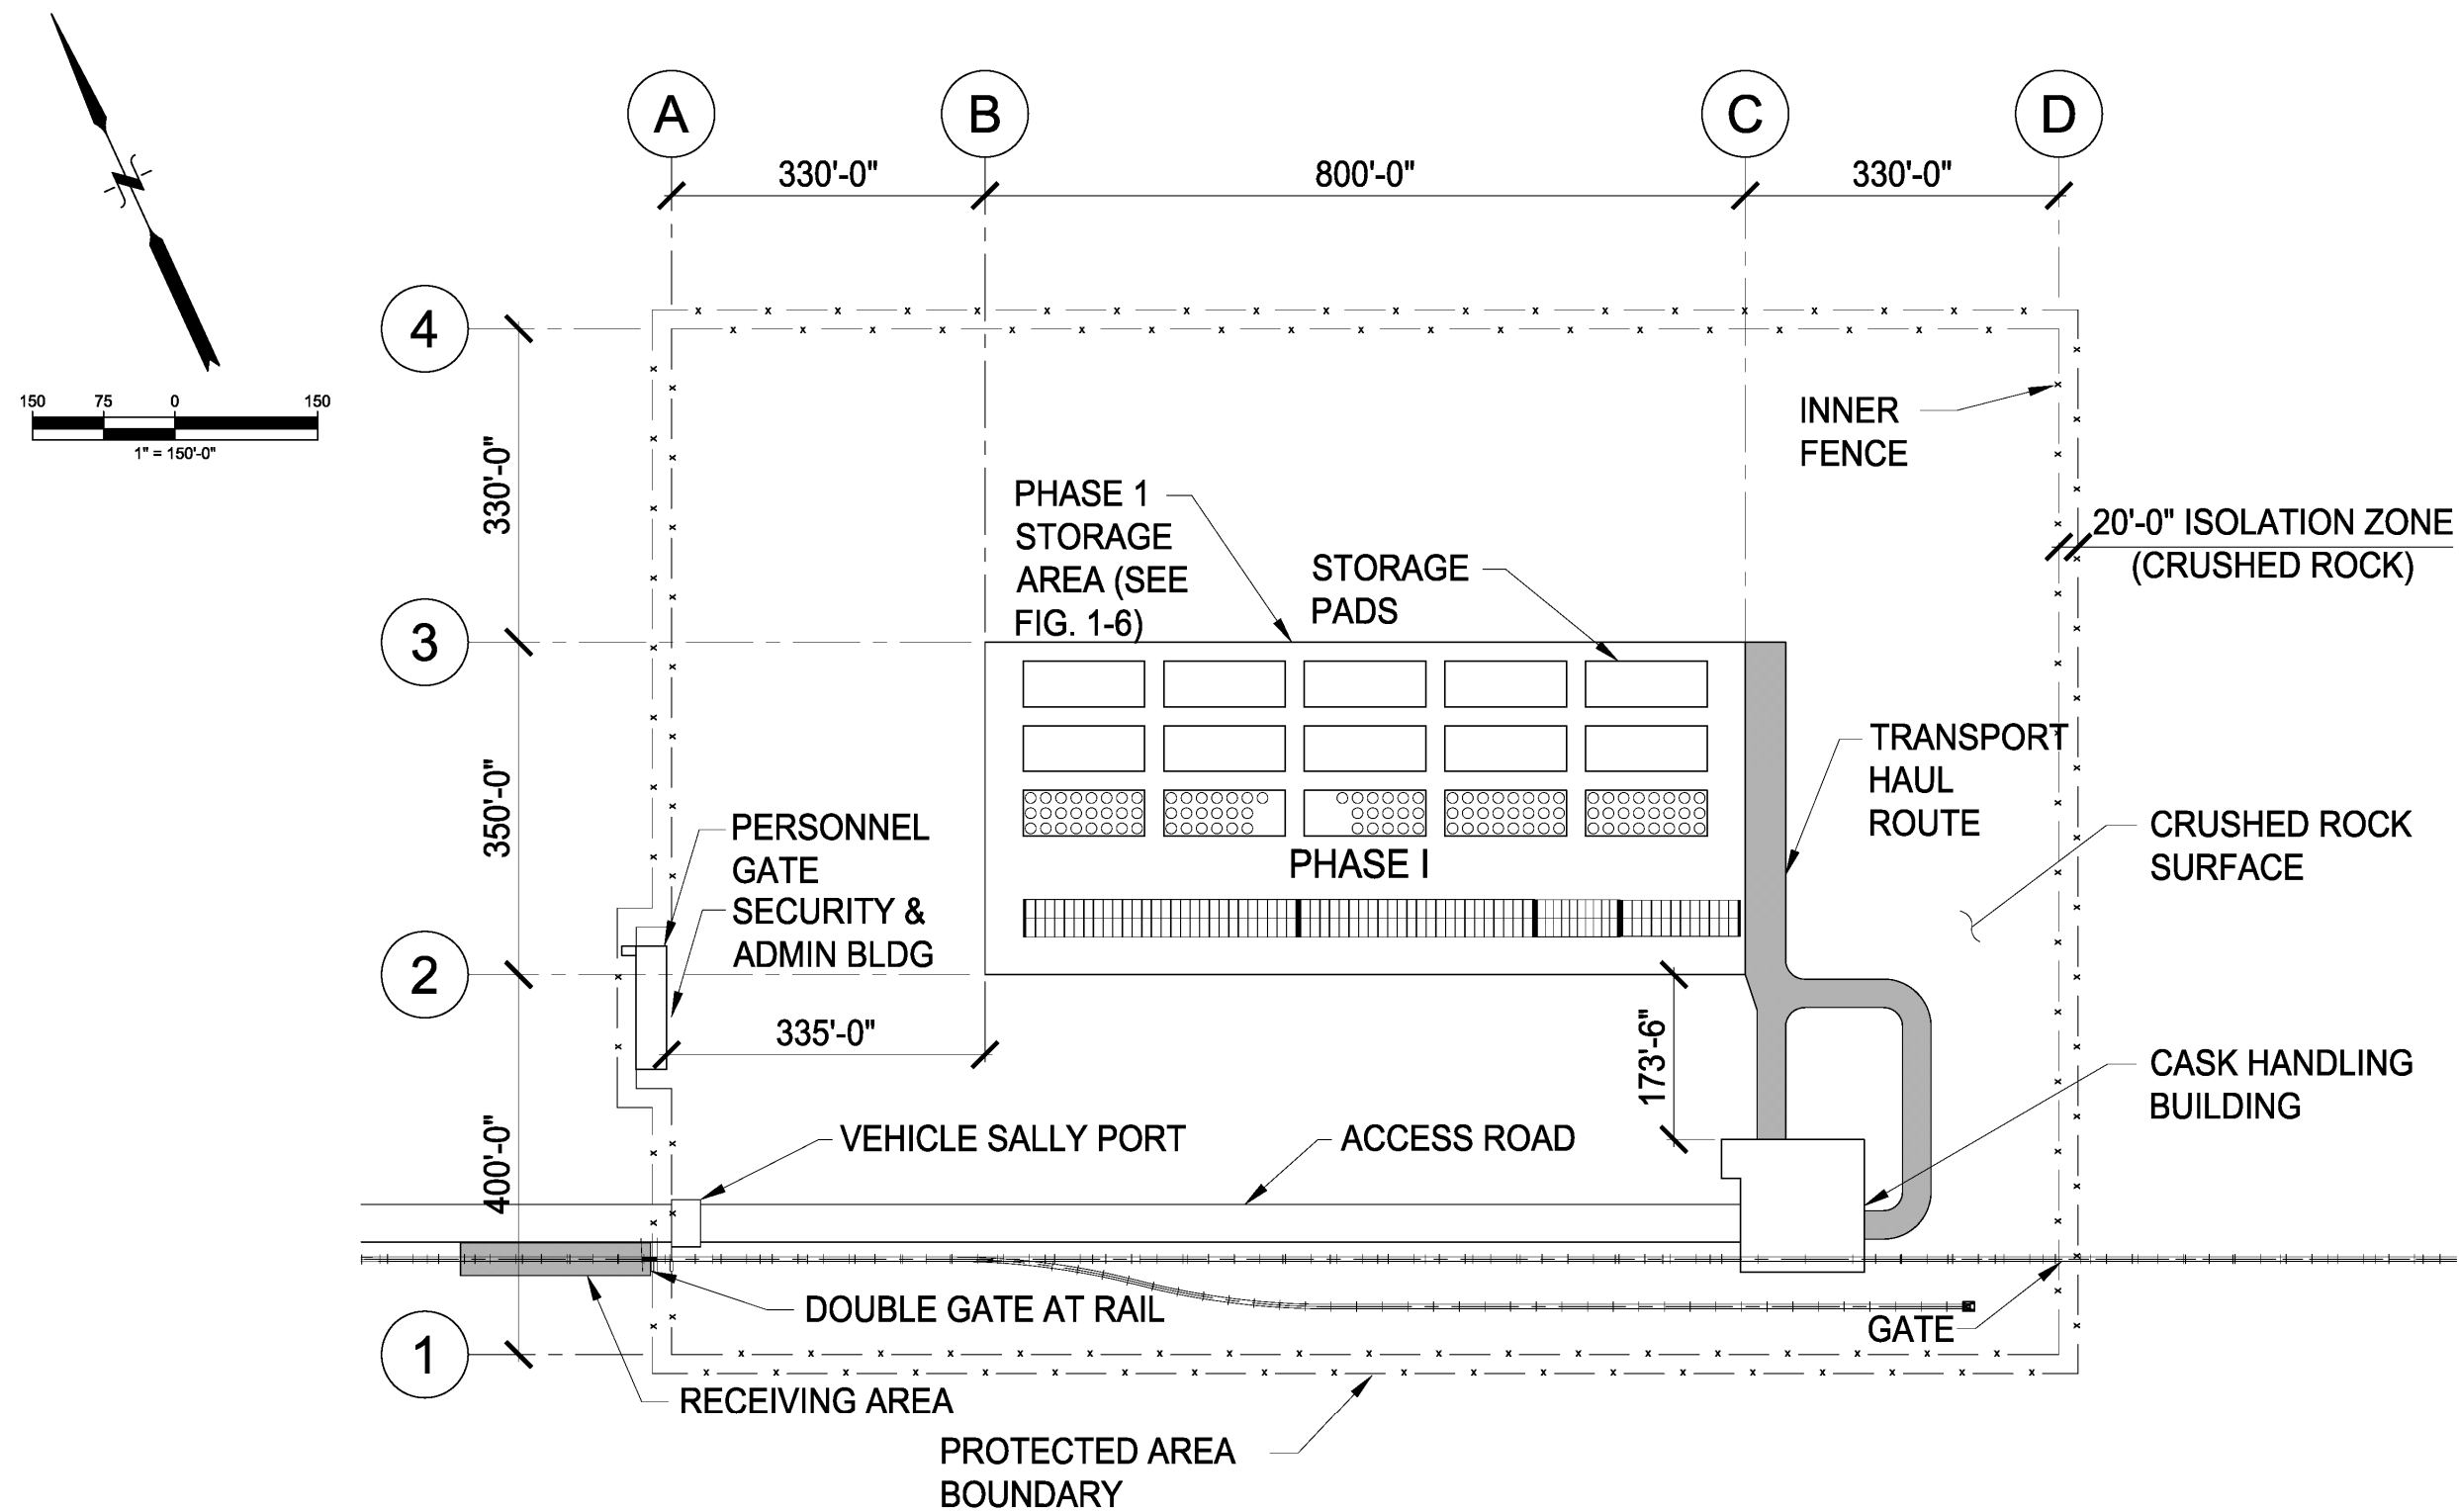 A
B
C
D
330'-0"
800'-0"
330'-0"
4
150 75 0 150
1" = 150'-0"
INNER
FENCE
330'-0"
PHASE 1
STORAGE
AREA (SEE
FIG. 1-6)
STORAGE
PADS
20'-0" ISOLATION ZONE
(CRUSHED ROCK)
3
TRANSPORT
HAUL
ROUTE
350'-0"
PERSONNEL
GATE
SECURITY &
ADMIN BLDG
PHASE I
CRUSHED ROCK
SURFACE
2
335'-0"
173'-6"
CASK HANDLING
BUILDING
400'-0"
VEHICLE SALLY PORT
ACCESS ROAD
DOUBLE GATE AT RAIL
GATE
1
RECEIVING AREA
PROTECTED AREA
BOUNDARY